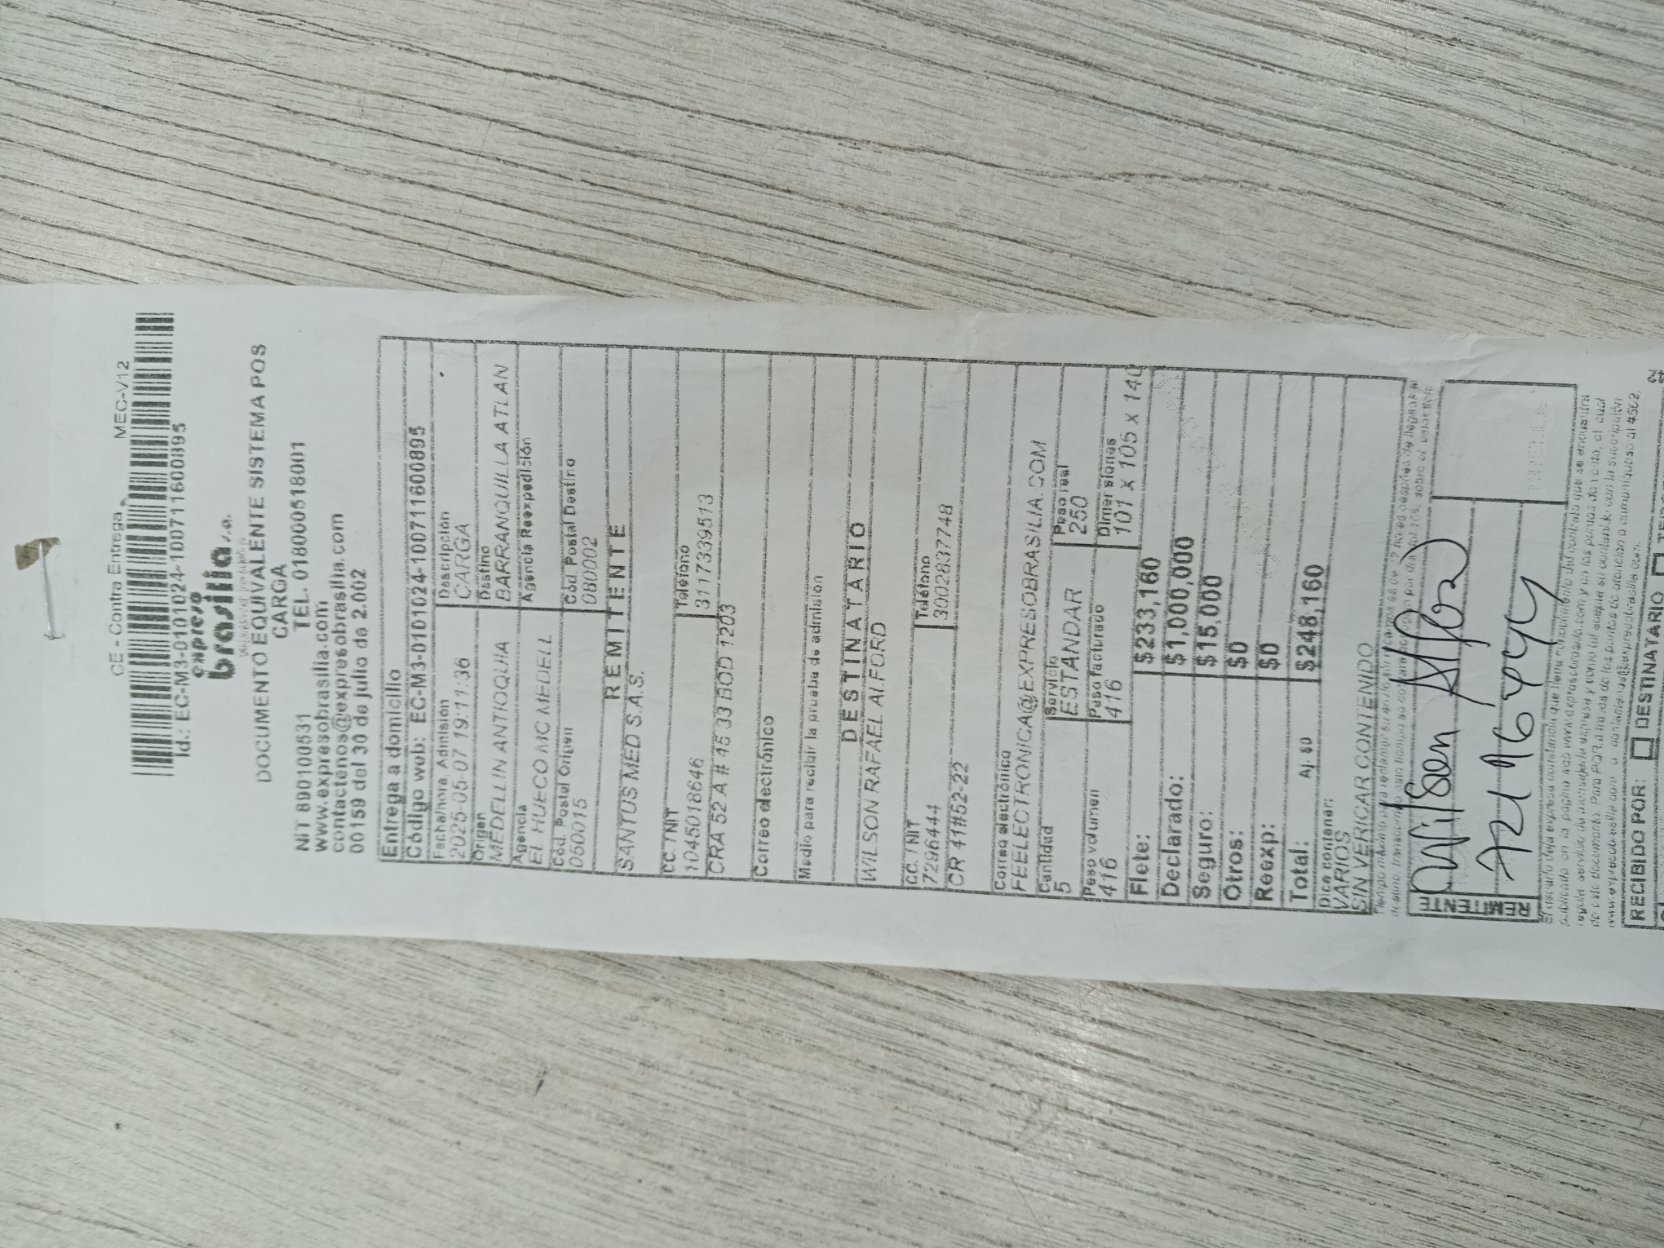 CE - Contra Entrega MEC-V12
Id.: EC-M3-0101024-10071160895
expreso
brasilia s.a.
DOCUMENTO EQUIVALENTE SISTEMA POS
CARGA
NIT 890100531 TEL. 018000518001
www.expresobrasilia.com
contactenos@expresobrasilia.com
00159 del 30 de julio de 2.002
Entrega a domicilio
Código web: EC-M3-0101024-10071160895
Fecha/hora Admisión Descripción
2025-05-07 19:11:36 CARGA
Origen Destino
MEDELLIN ANTIOQUIA BARRANQUILLA ATLAN
Agencia Agencia Reexpedición
EL HUECO MC MEDELL
Cód. Postal Origen Cód. Postal Destino
050015 080002
REMITENTE
SANTUS MED S.A.S.
CC. / NIT Teléfono
1045018646 3117339513
CRA 52 A # 45 33 BOD 1203
Correo electrónico
Medio para recibir la prueba de admisión
DESTINATARIO
WILSON RAFAEL ALFORD
CC. / NIT Teléfono
7296444 3002837748
CR 41#52-22
Correo electrónico
FEELECTRONICA@EXPRESOBRASILIA.COM
Cantidad Servicio Peso real
5 ESTANDAR 250
Peso volumen Peso facturado Dimensiones
416 416 101 x 105 x 140
Flete: $233,160
Declarado: $1,000,000
Seguro: $15,000
Otros: $0
Reexp: $0
Total: Aj. $0 $248,160
Dice contener:
VARIOS
SIN VERICAR CONTENIDO
REMITENTE
Wilson
RECIBIDO POR: DESTINATARIO